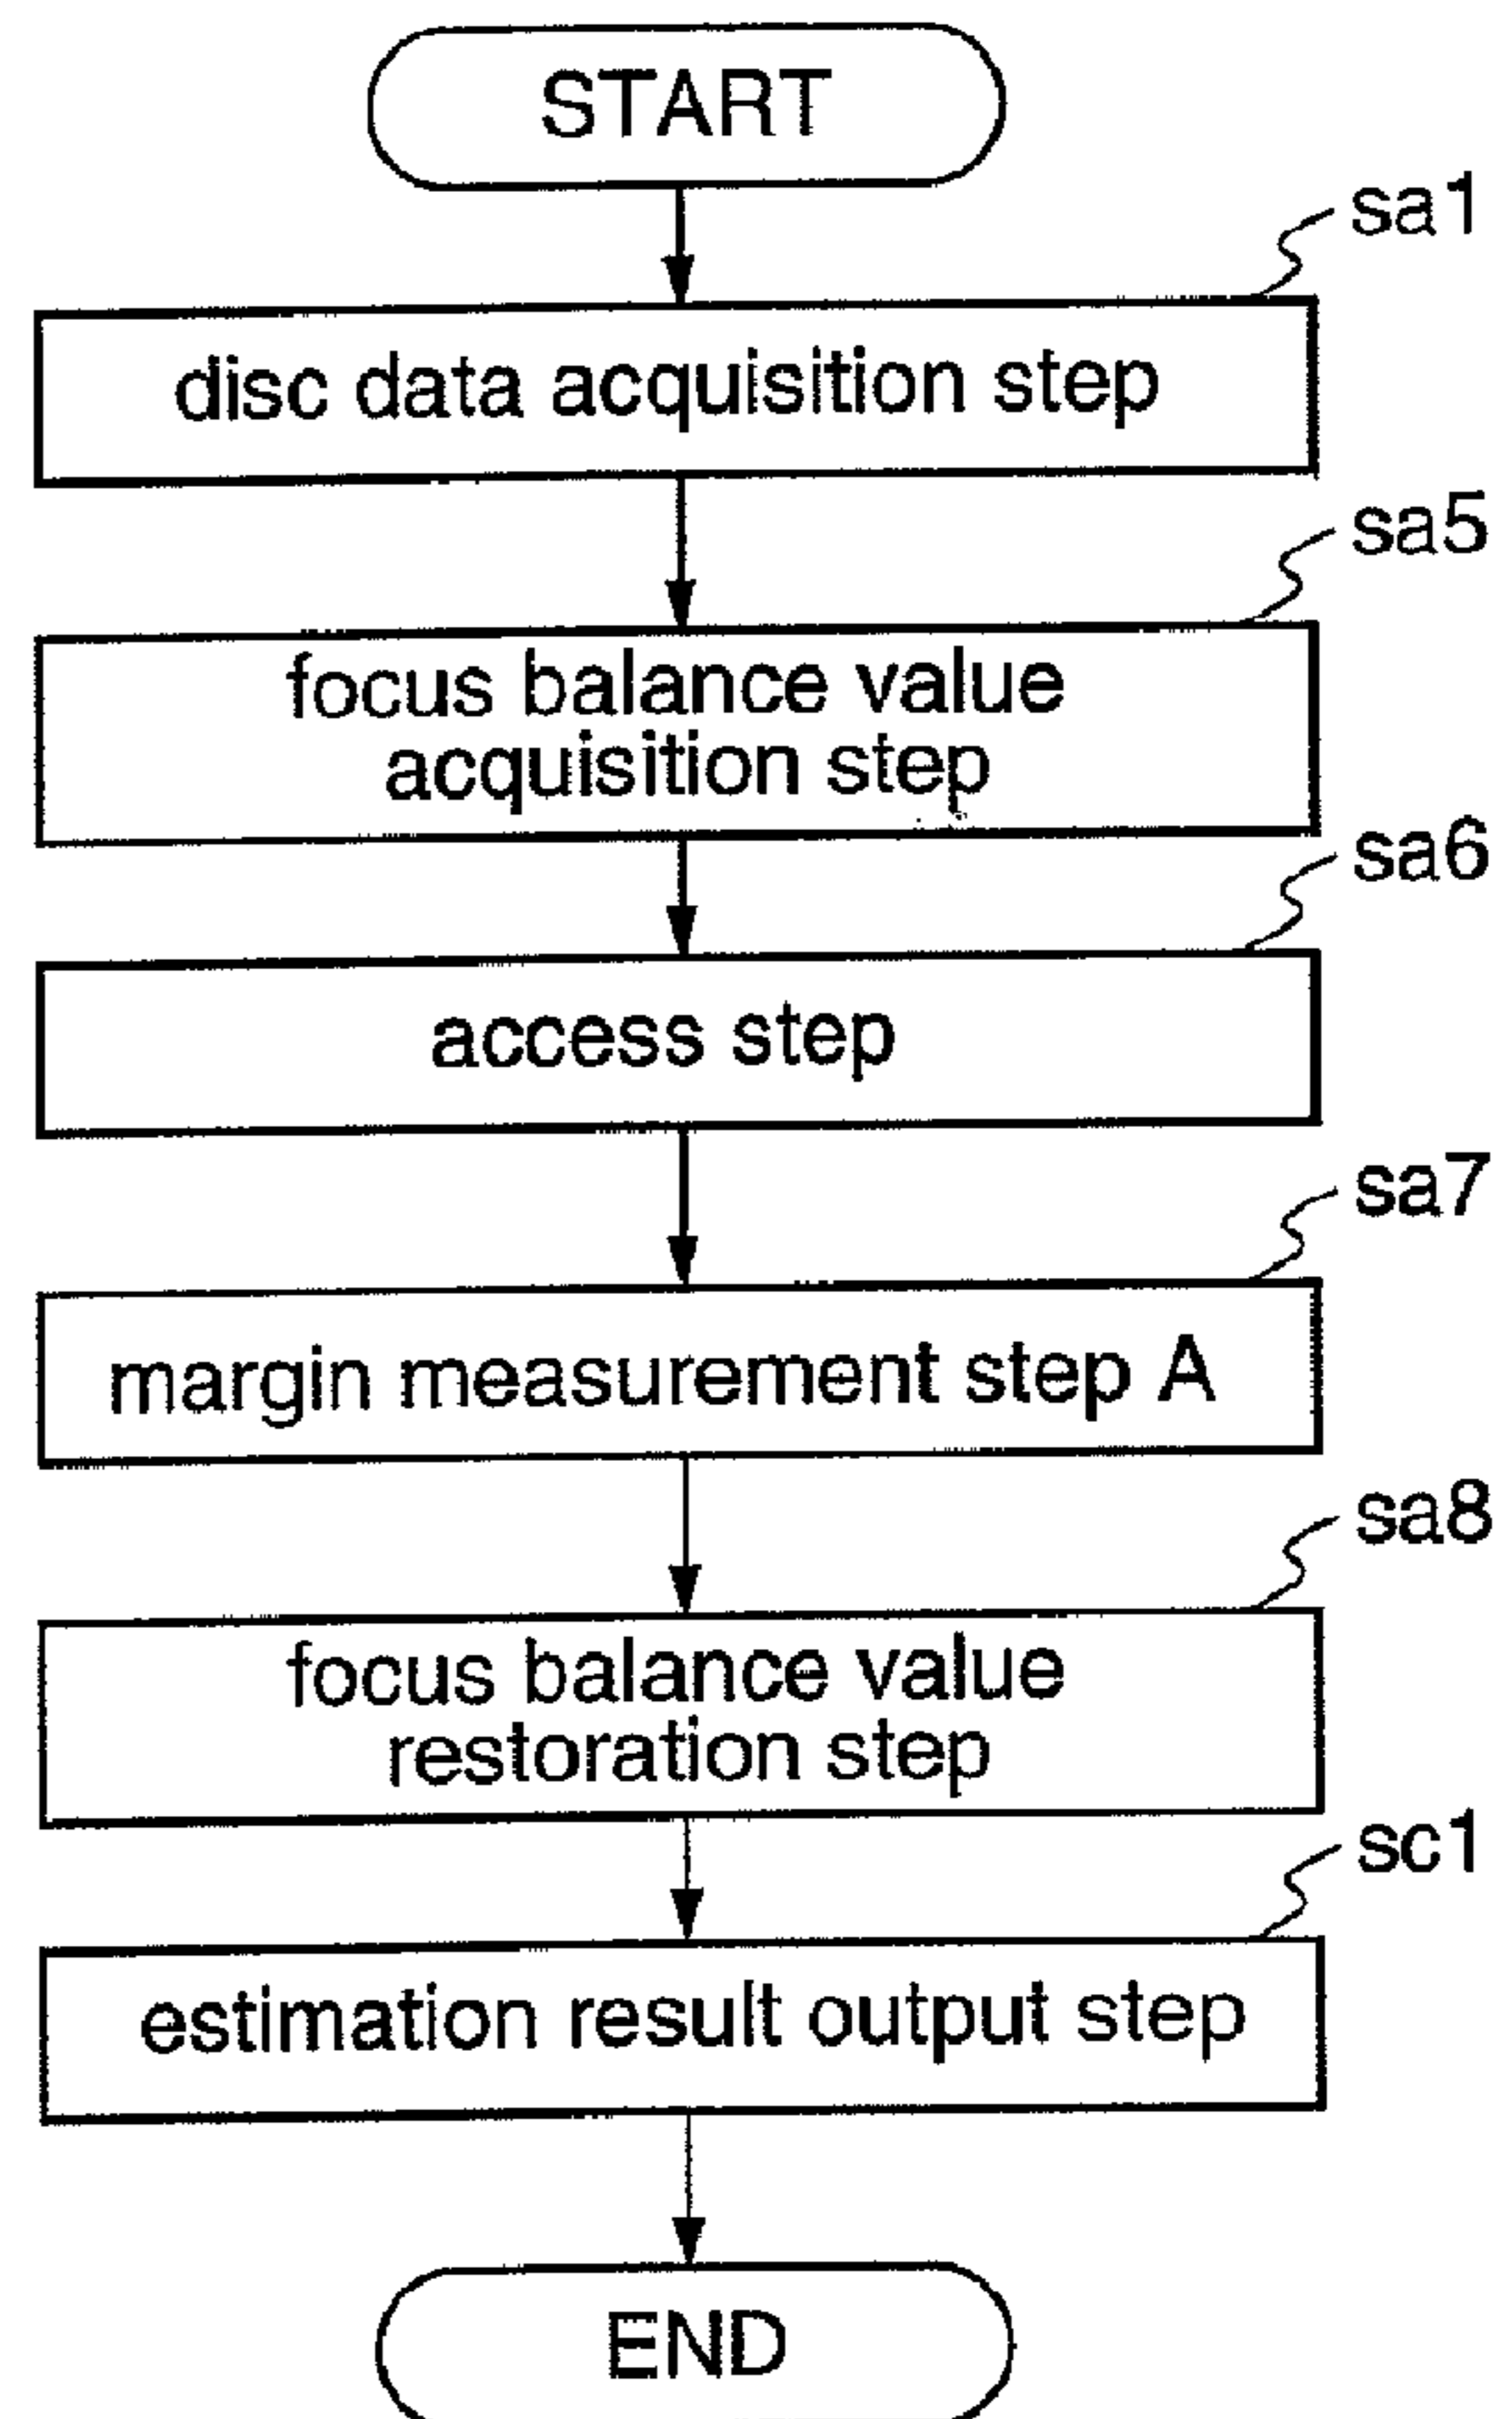 START
sa1
disc data acquisition step
sa5
focus balance value
acquisition step
sa6
access step
sa7
margin measurement step A
sa8
focus balance value
restoration step
sc1
estimation result output step
END